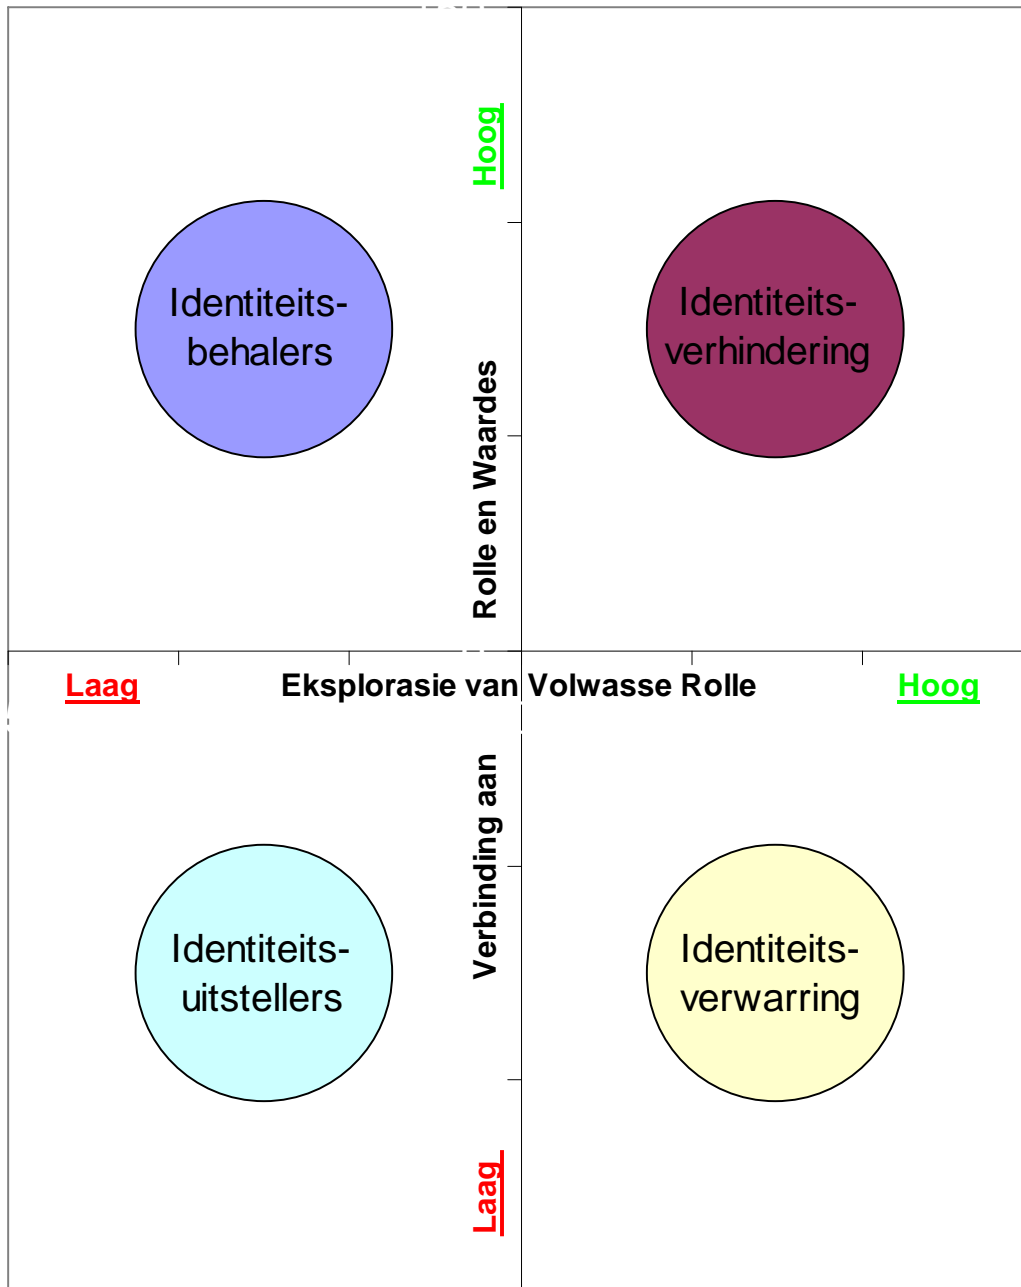 Hoog
Identiteits-
behalers
Identiteits-
verhindering
Rolle en Waardes
Laag
Eksplorasie van Volwasse Rolle
Hoog
Verbinding aan
Identiteits-
uitstellers
Identiteits-
verwarring
Laag